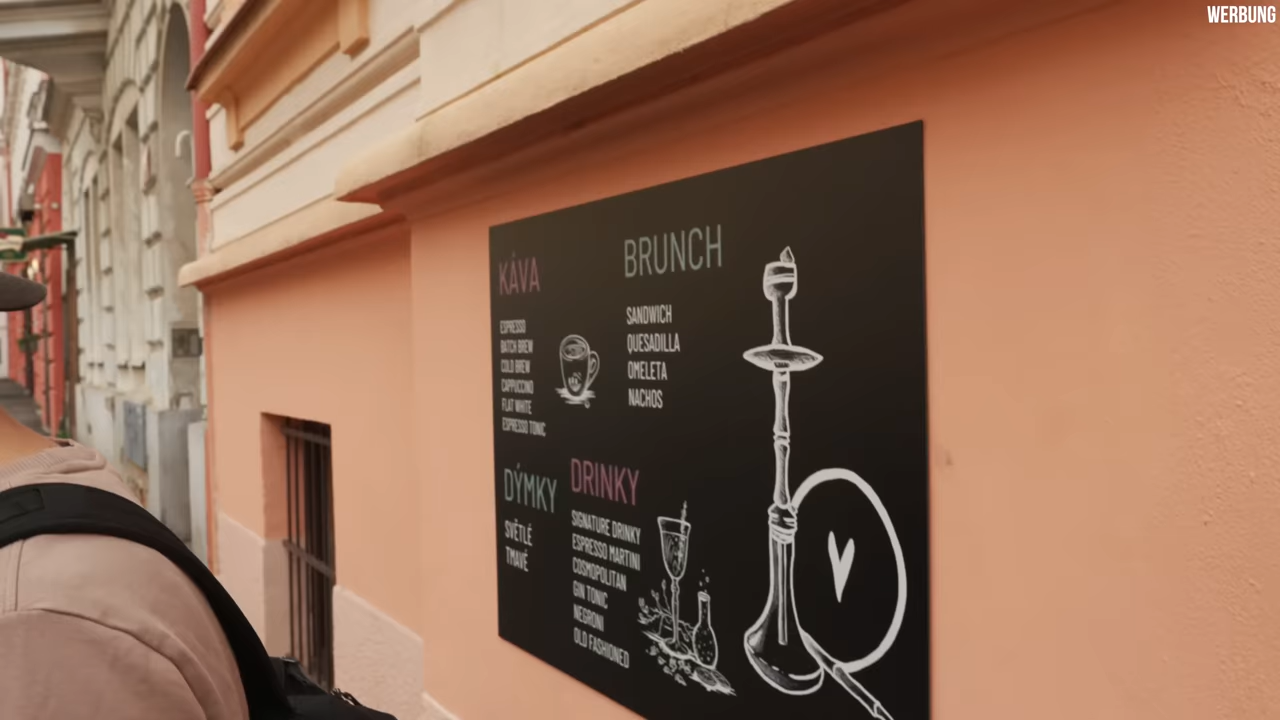 WERBUNG
KÁVA
ESPRESSO
BATCH BREW
COLD BREW
CAPPUCCINO
FLAT WHITE
ESPRESSO TONIC
BRUNCH
SANDWICH
QUESADILLA
OMELETA
NACHOS
DÝMKY
SVĚTLÉ
TMAVÉ
DRINKY
SIGNATURE DRINKY
ESPRESSO MARTINI
COSMOPOLITAN
GIN TONIC
NEGRONI
OLD FASHIONED